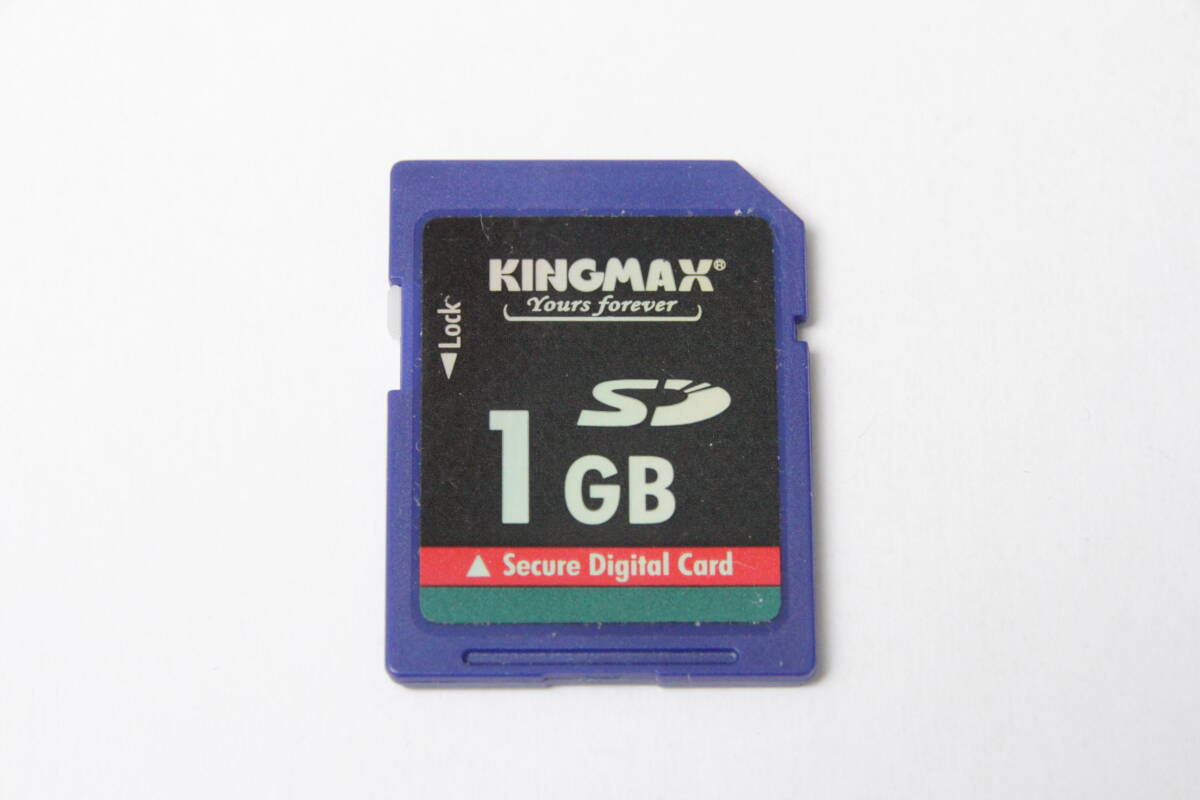 KINGMAX®
Yours forever
◀Lock
SD
1 GB
▲ Secure Digital Card